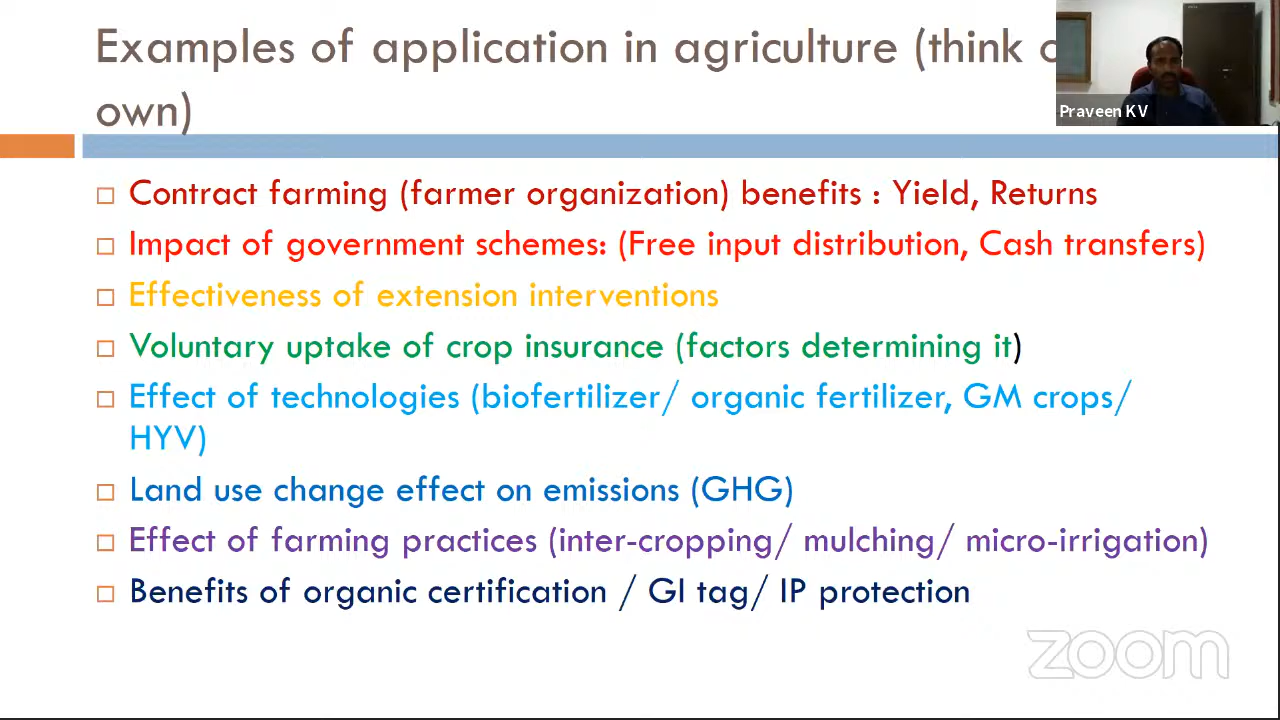 Examples of application in agriculture (think
own)
Praveen K V
□ Contract farming (farmer organization) benefits : Yield, Returns
□ Impact of government schemes: (Free input distribution, Cash transfers)
□ Effectiveness of extension interventions
□ Voluntary uptake of crop insurance (factors determining it)
□ Effect of technologies (biofertilizer/ organic fertilizer, GM crops/
HYV)
□ Land use change effect on emissions (GHG)
□ Effect of farming practices (inter-cropping/ mulching/ micro-irrigation)
□ Benefits of organic certification / GI tag/ IP protection
zoom